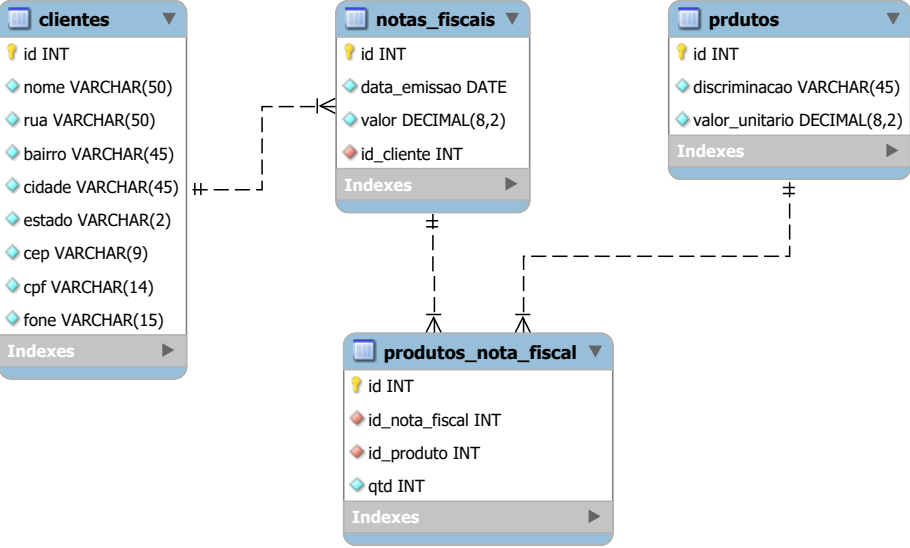 clientes
id INT
nome VARCHAR(50)
rua VARCHAR(50)
bairro VARCHAR(45)
cidade VARCHAR(45)
estado VARCHAR(2)
cep VARCHAR(9)
cpf VARCHAR(14)
fone VARCHAR(15)
Indexes
notas_fiscais
id INT
data_emissao DATE
valor DECIMAL(8,2)
id_cliente INT
Indexes
prdutos
id INT
discriminacao VARCHAR(45)
valor_unitario DECIMAL(8,2)
Indexes
produtos_nota_fiscal
id INT
id_nota_fiscal INT
id_produto INT
qtd INT
Indexes